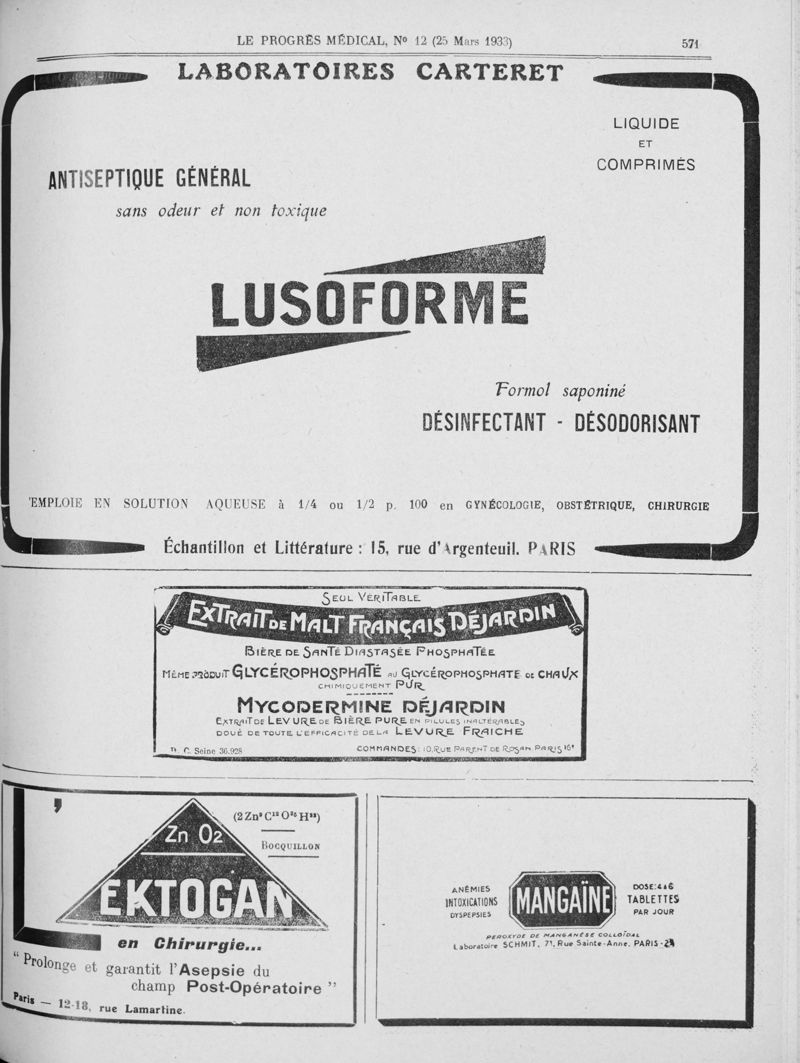 LE PROGRÈS MÉDICAL, No 12 (25 Mars 1933)
571
LABORATOIRES CARTERET
LIQUIDE
ET
COMPRIMÉS
ANTISEPTIQUE GÉNÉRAL
sans odeur et non toxique
LUSOFORME
Formol saponiné
DÉSINFECTANT - DÉSODORISANT
'EMPLOIE EN SOLUTION AQUEUSE à 1/4 ou 1/2 p. 100 en GYNÉCOLOGIE, OBSTÉTRIQUE, CHIRURGIE
Échantillon et Littérature : 15, rue d'Argenteuil. PARIS
SEUL VÉRITABLE
EXTRAIT DE MALT FRANÇAIS DÉJARDIN
BIÈRE DE SANTÉ DIASTASÉE PHOSPHATÉE
MÊME PRODUIT GLYCÉROPHOSPHATÉ AU GLYCÉROPHOSPHATE DE CHAUX
CHIMIQUEMENT PUR
MYCODERMINE DÉJARDIN
EXTRAIT DE LEVURE DE BIÈRE PURE EN PILULES INALTÉRABLES
DOUÉ DE TOUTE L'EFFICACITÉ DE LA LEVURE FRAICHE
C. Seine 36.928
COMMANDES: 10, RUE PARENT DE ROSAN, PARIS 16e
Zn O2
(2 Zn9 C12 O26 H22)
BOCQUILLON
EKTOGAN
en Chirurgie...
"Prolonge et garantit l'Asepsie du
champ Post-Opératoire"
Paris — 12-18, rue Lamartine.
ANÉMIES
INTOXICATIONS
DYSPEPSIES
MANGAÏNE
DOSE: 4 à 6
TABLETTES
PAR JOUR
PEROXYDE DE MANGANÈSE COLLOÏDAL
Laboratoire SCHMIT, 71, Rue Sainte-Anne, PARIS-2e